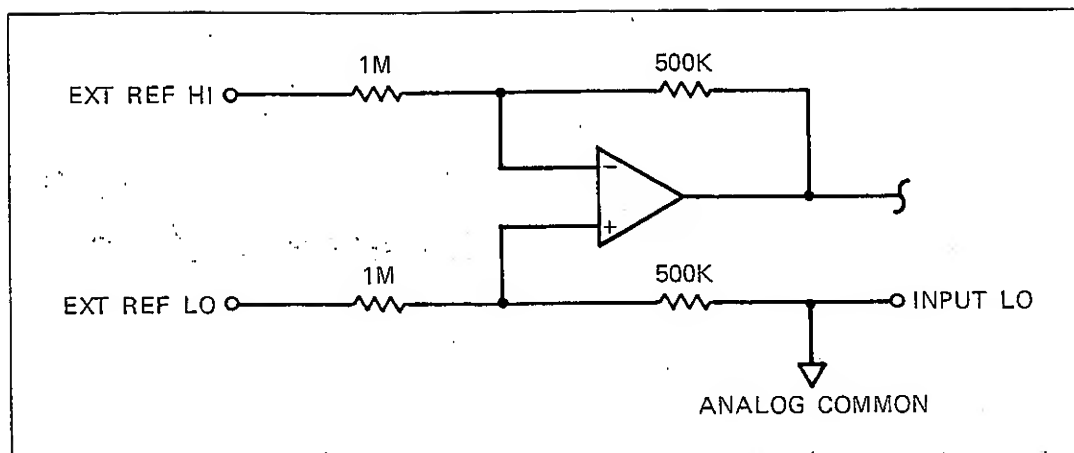 1M
500K
EXT REF HI
−
+
1M
500K
EXT REF LO
INPUT LO
ANALOG COMMON